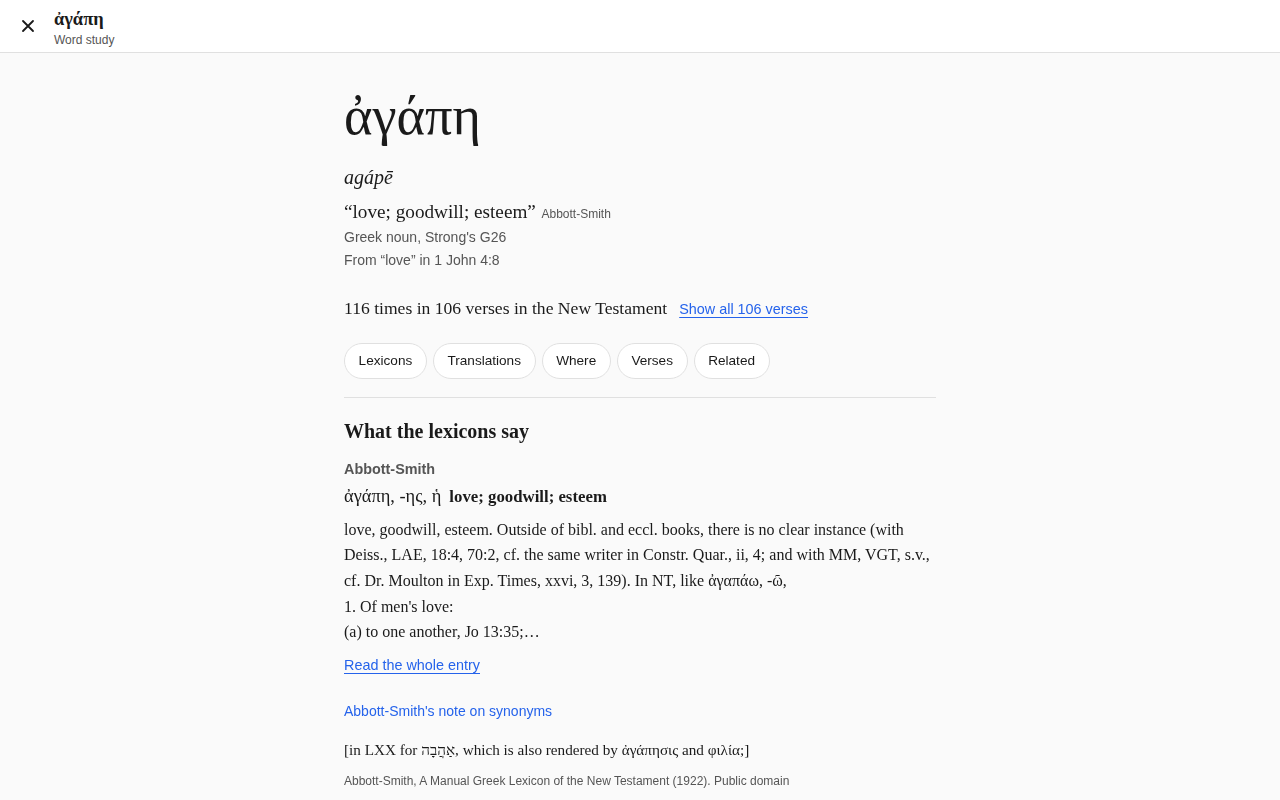 ἀγάπη
Word study
ἀγάπη
agápē
“love; goodwill; esteem” Abbott-Smith
Greek noun, Strong's G26
From “love” in 1 John 4:8
116 times in 106 verses in the New Testament Show all 106 verses
Lexicons Translations Where Verses Related
What the lexicons say
Abbott-Smith
ἀγάπη, -ης, ἡ love; goodwill; esteem
love, goodwill, esteem. Outside of bibl. and eccl. books, there is no clear instance (with
Deiss., LAE, 18:4, 70:2, cf. the same writer in Constr. Quar., ii, 4; and with MM, VGT, s.v.,
cf. Dr. Moulton in Exp. Times, xxvi, 3, 139). In NT, like ἀγαπάω, -ῶ,
1. Of men's love:
(a) to one another, Jo 13:35;…
Read the whole entry
Abbott-Smith's note on synonyms
[in LXX for אַהֲבָה, which is also rendered by ἀγάπησις and φιλία;]
Abbott-Smith, A Manual Greek Lexicon of the New Testament (1922). Public domain